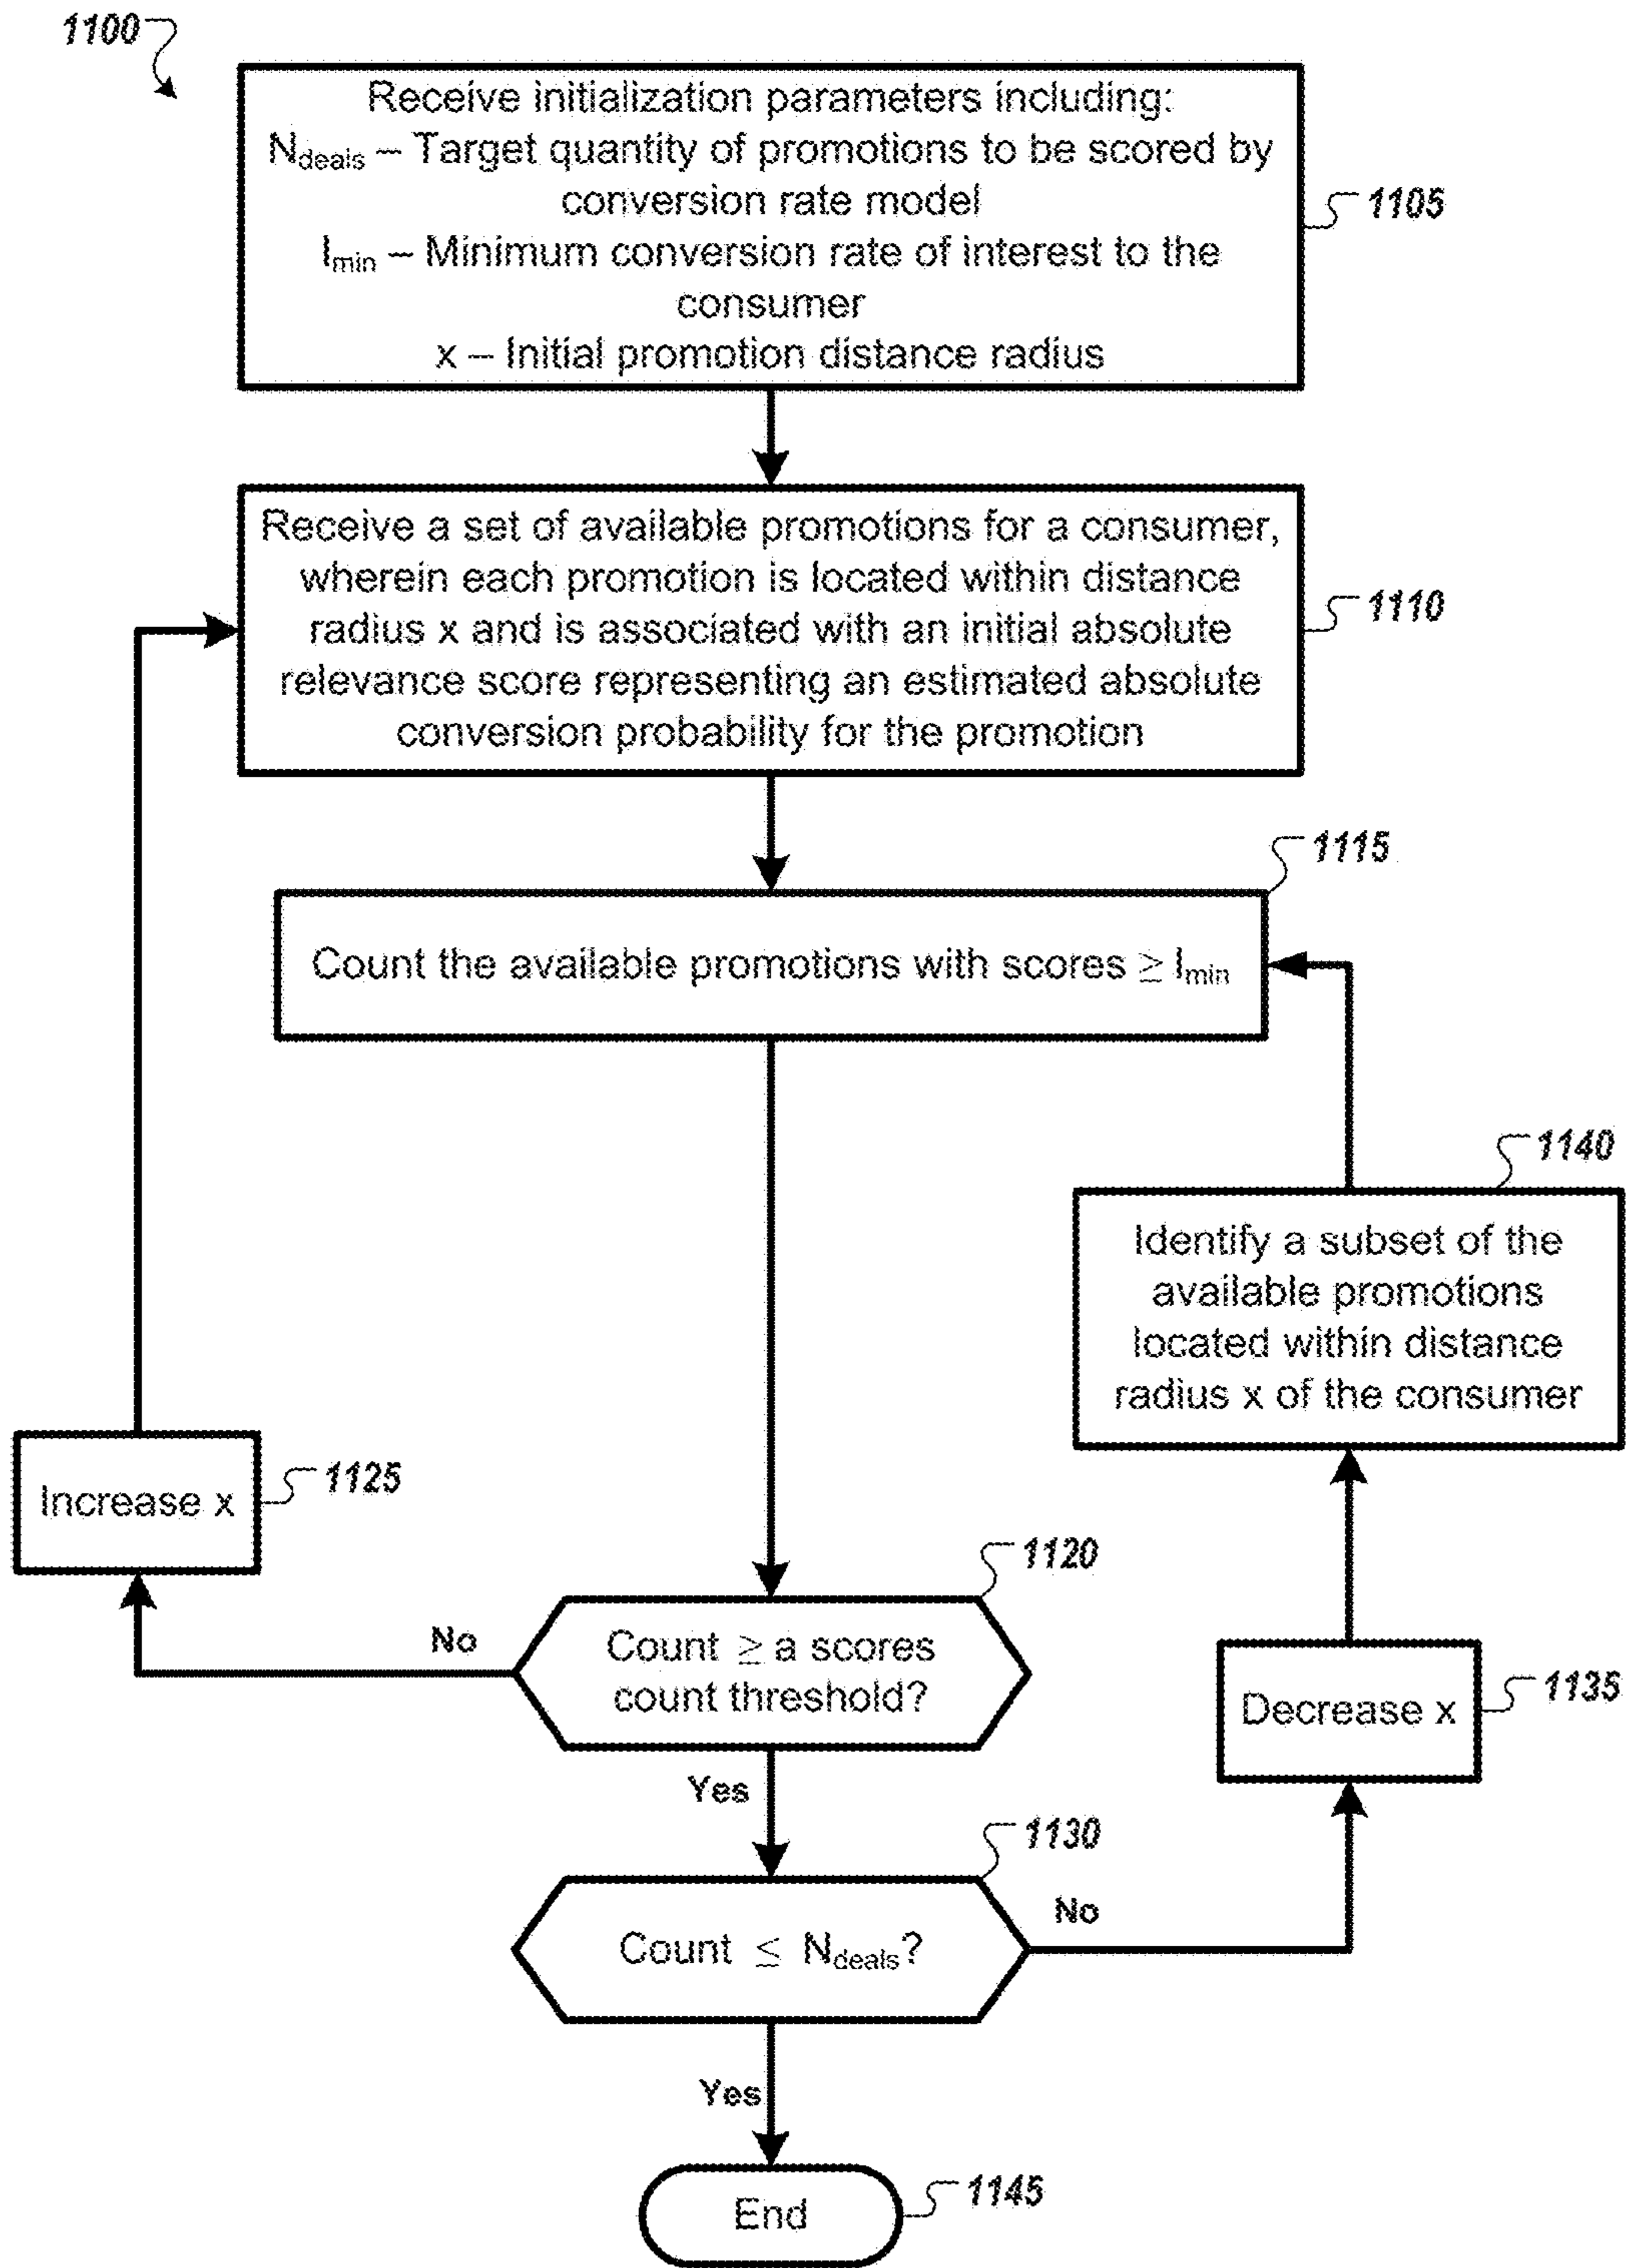 1100
Receive initialization parameters including:
Ndeals – Target quantity of promotions to be scored by
conversion rate model
Imin – Minimum conversion rate of interest to the
consumer
x – Initial promotion distance radius
1105
Receive a set of available promotions for a consumer,
wherein each promotion is located within distance
radius x and is associated with an initial absolute
relevance score representing an estimated absolute
conversion probability for the promotion
1110
1115
Count the available promotions with scores ≥ Imin
1140
Identify a subset of the
available promotions
located within distance
radius x of the consumer
Increase x
1125
1120
No
Count ≥ a scores
count threshold?
Decrease x
1135
Yes
1130
No
Count ≤ Ndeals?
Yes
End
1145